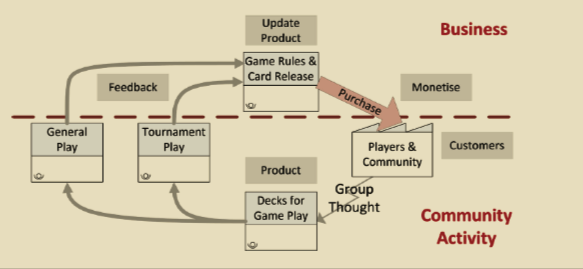 Update
Product
Business
Game Rules &
Card Release
Feedback
Purchase
Monetise
General
Play
Tournament
Play
Players &
Community
Customers
Product
Decks for
Game Play
Group
Thought
Community
Activity